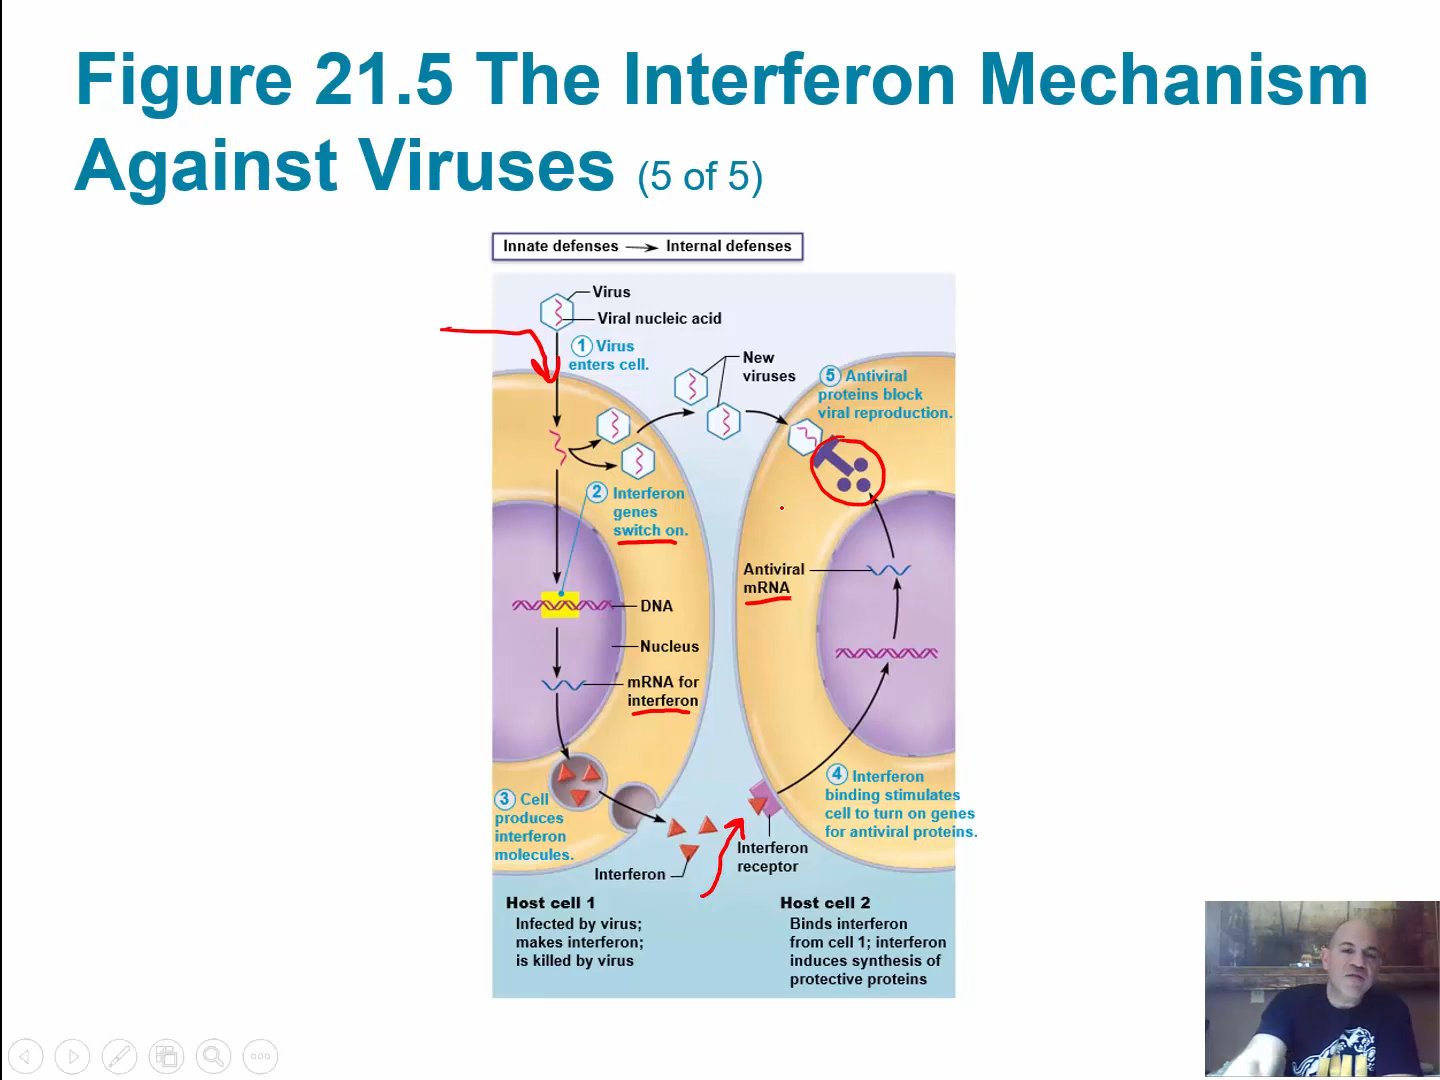 Figure 21.5 The Interferon Mechanism
Against Viruses (5 of 5)
Innate defenses → Internal defenses
Virus
Viral nucleic acid
1 Virus
enters cell.
New
viruses
5 Antiviral
proteins block
viral reproduction.
2 Interferon
genes
switch on.
Antiviral
mRNA
DNA
Nucleus
mRNA for
interferon
3 Cell
produces
interferon
molecules.
4 Interferon
binding stimulates
cell to turn on genes
for antiviral proteins.
Interferon
receptor
Interferon
Host cell 1
Infected by virus;
makes interferon;
is killed by virus
Host cell 2
Binds interferon
from cell 1; interferon
induces synthesis of
protective proteins